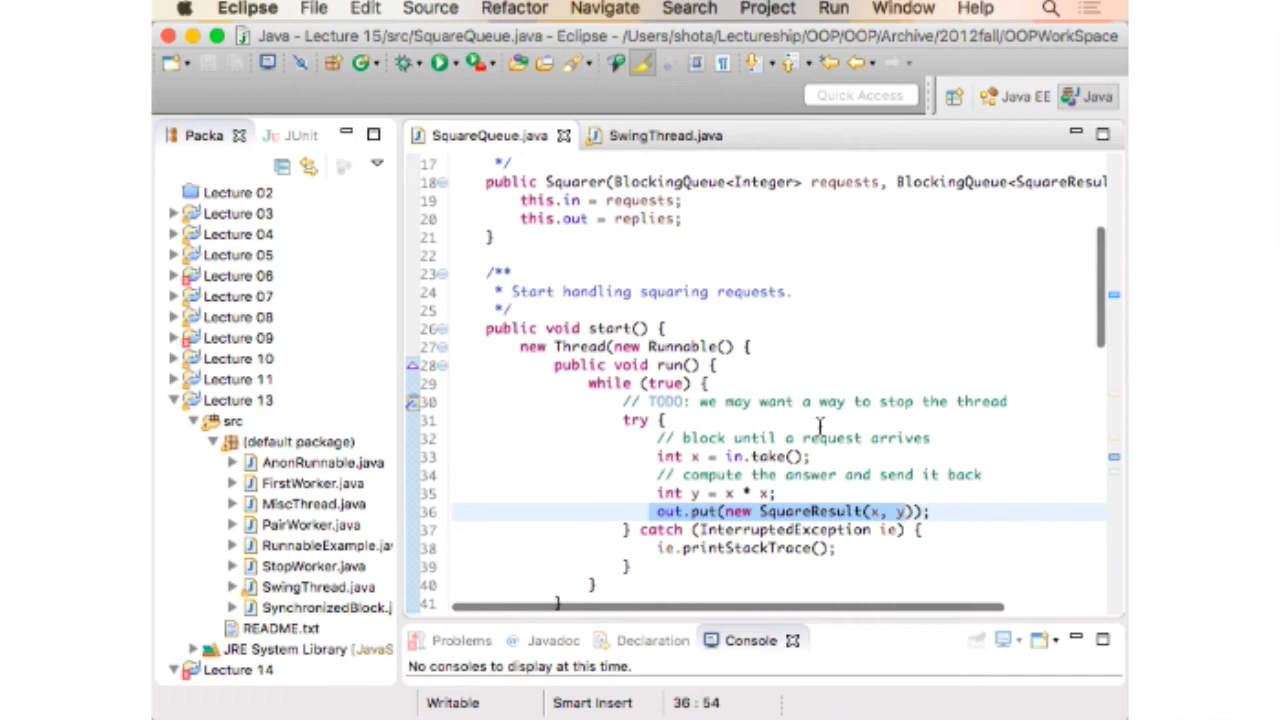 Eclipse File Edit Source Refactor Navigate Search Project Run Window Help
Java - Lecture 15/src/SquareQueue.java - Eclipse - /Users/shota/Lectureship/OOP/OOP/Archive/2012fall/OOPWorkSpace
Quick Access Java EE Java
Packa JUnit
SquareQueue.java SwingThread.java
Lecture 02
Lecture 03
Lecture 04
Lecture 05
Lecture 06
Lecture 07
Lecture 08
Lecture 09
Lecture 10
Lecture 11
Lecture 13
src
(default package)
AnonRunnable.java
FirstWorker.java
MiscThread.java
PairWorker.java
RunnableExample.ja
StopWorker.java
SwingThread.java
SynchronizedBlock.j
README.txt
JRE System Library [JavaS
Lecture 14
17 */
18 public Squarer(BlockingQueue<Integer> requests, BlockingQueue<SquareResul
19 this.in = requests;
20 this.out = replies;
21 }
22
23 /**
24 * Start handling squaring requests.
25 */
26 public void start() {
27 new Thread(new Runnable() {
28 public void run() {
29 while (true) {
30 // TODO: we may want a way to stop the thread
31 try {
32 // block until a request arrives
33 int x = in.take();
34 // compute the answer and send it back
35 int y = x * x;
36 out.put(new SquareResult(x, y));
37 } catch (InterruptedException ie) {
38 ie.printStackTrace();
39 }
40 }
41 }
Problems Javadoc Declaration Console
No consoles to display at this time.
Writable Smart Insert 36 : 54